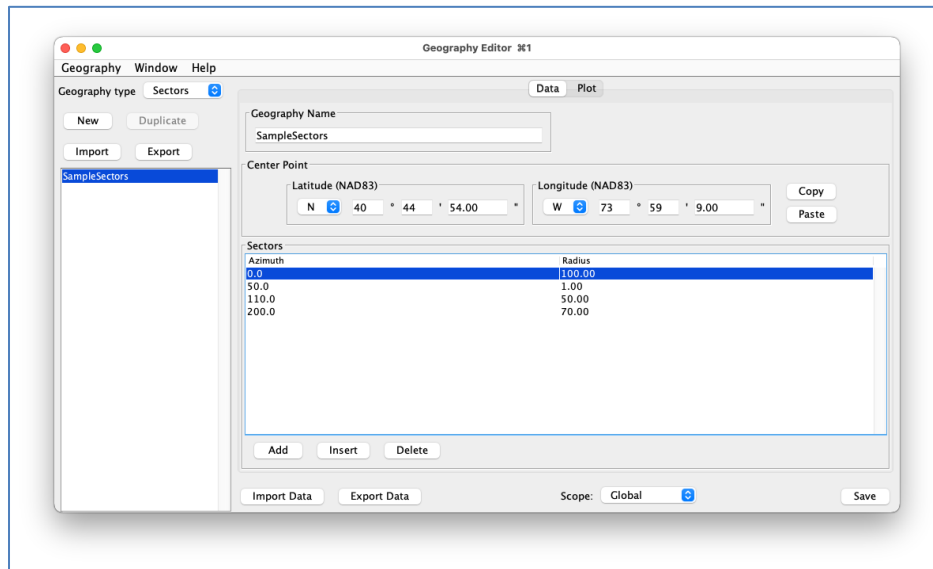 Geography Editor ⌘1
Geography Window Help
Geography type Sectors
Data Plot
New Duplicate
Import Export
SampleSectors
Geography Name
SampleSectors
Center Point
Latitude (NAD83)
N 40 ° 44 ' 54.00 "
Longitude (NAD83)
W 73 ° 59 ' 9.00 "
Copy
Paste
Sectors
Azimuth Radius
0.0 100.00
50.0 1.00
110.0 50.00
200.0 70.00
Add Insert Delete
Import Data Export Data Scope: Global Save